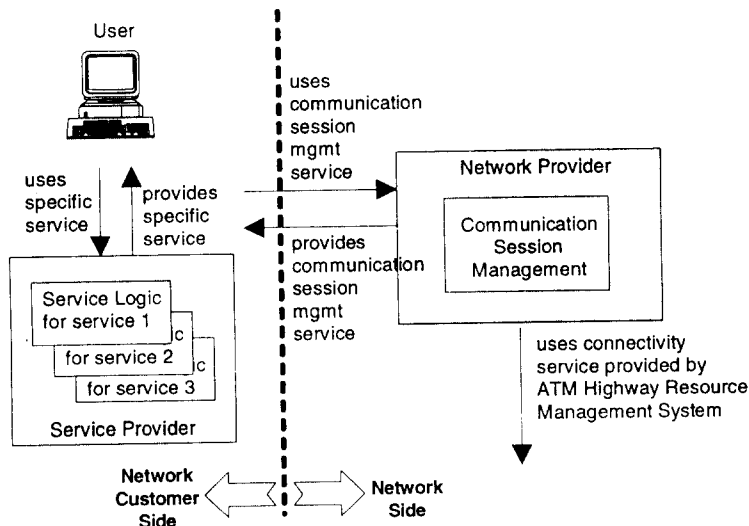 User
uses
communication
session
mgmt
service
Network Provider
Communication
Session
Management
uses
specific
service
provides
specific
service
provides
communication
session
mgmt
service
Service Logic
for service 1
ic
for service 2
ic
for service 3
Service Provider
uses connectivity
service provided by
ATM Highway Resource
Management System
Network
Customer
Side
Network
Side